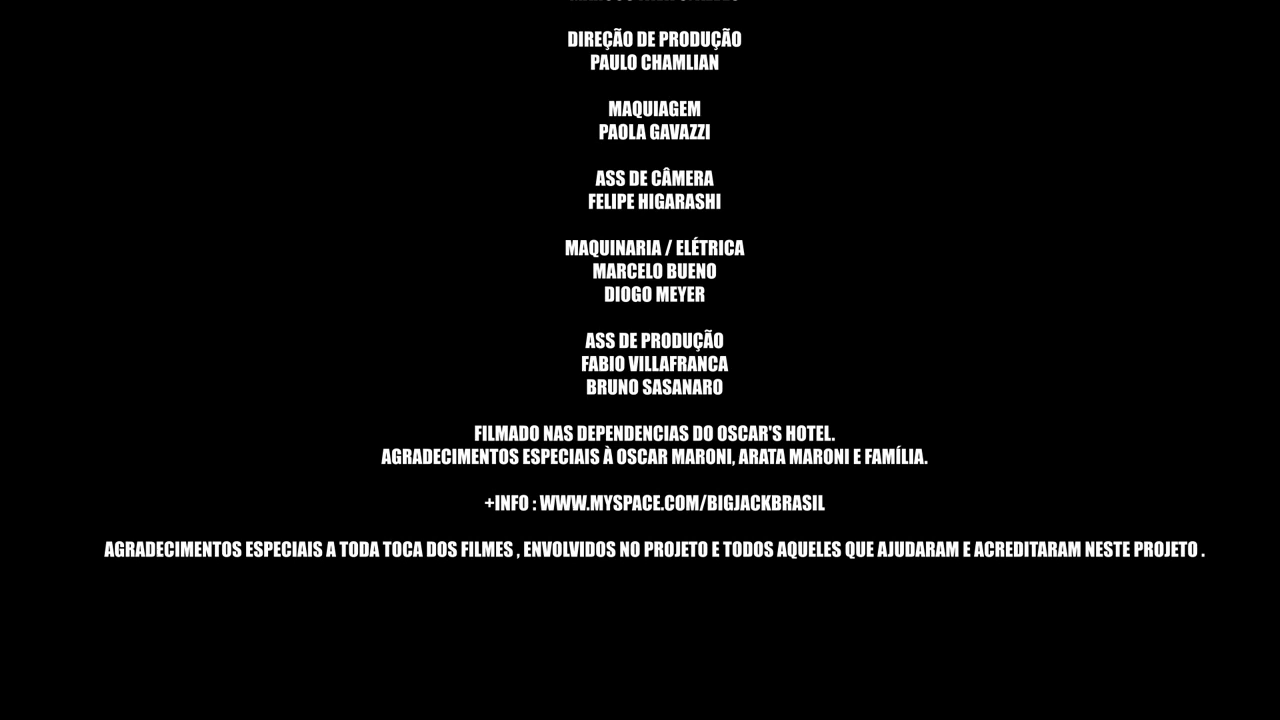 DIREÇÃO DE PRODUÇÃO
PAULO CHAMLIAN
MAQUIAGEM
PAOLA GAVAZZI
ASS DE CÂMERA
FELIPE HIGARASHI
MAQUINARIA / ELÉTRICA
MARCELO BUENO
DIOGO MEYER
ASS DE PRODUÇÃO
FABIO VILLAFRANCA
BRUNO SASANARO
FILMADO NAS DEPENDENCIAS DO OSCAR'S HOTEL.
AGRADECIMENTOS ESPECIAIS À OSCAR MARONI, ARATA MARONI E FAMÍLIA.
+INFO : WWW.MYSPACE.COM/BIGJACKBRASIL
AGRADECIMENTOS ESPECIAIS A TODA TOCA DOS FILMES , ENVOLVIDOS NO PROJETO E TODOS AQUELES QUE AJUDARAM E ACREDITARAM NESTE PROJETO .